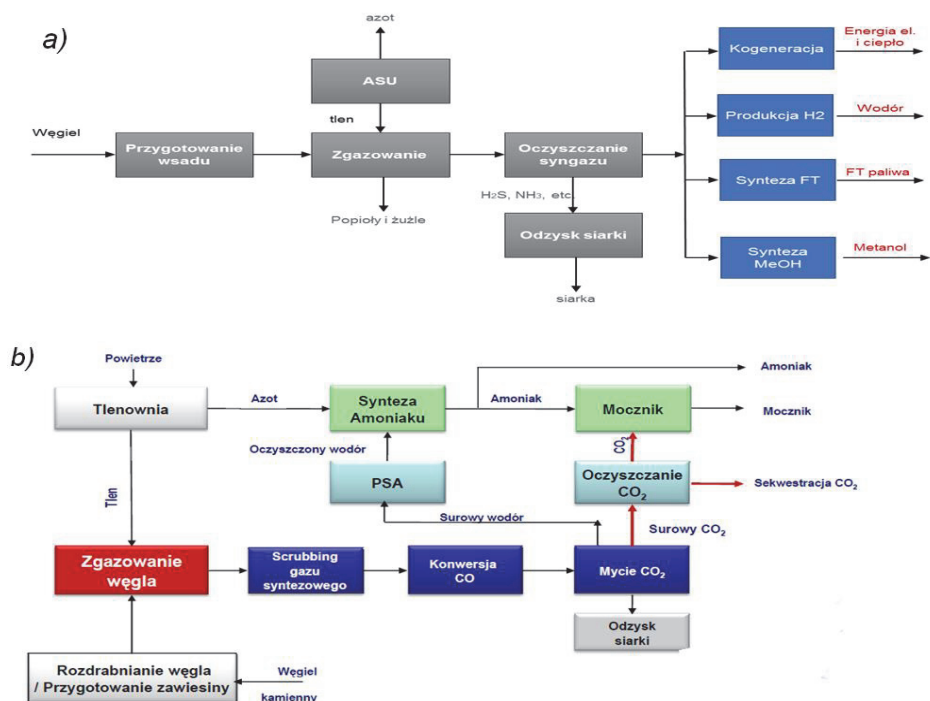 a)
azot
ASU
tlen
Węgiel
Przygotowanie
wsadu
Zgazowanie
Popioły i żużle
Oczyszczanie
syngazu
H2S, NH3, etc.
Odzysk siarki
siarka
Kogeneracja
Energia el.
i ciepło
Produkcja H2
Wodór
Synteza FT
FT paliwa
Synteza
MeOH
Metanol
b)
Powietrze
Tlenownia
Azot
Synteza
Amoniaku
Amoniak
Mocznik
Amoniak
Mocznik
Oczyszczony wodór
PSA
CO2
Oczyszczanie
CO2
Sekwestracja CO2
Tlen
Surowy wodór
Surowy CO2
Zgazowanie
węgla
Scrubbing
gazu
syntezowego
Konwersja
CO
Mycie CO2
Odzysk
siarki
Rozdrabnianie węgla
/ Przygotowanie zawiesiny
Węgiel
kamienny